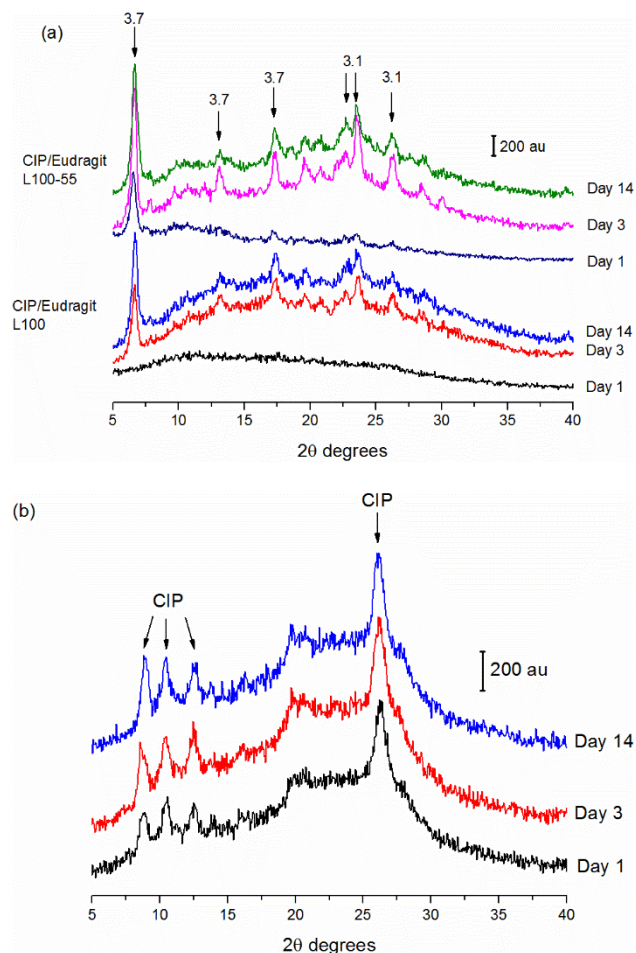 (a)
3.7
3.7
3.7
3.1
3.1
200 au
CIP/Eudragit
L100-55
Day 14
Day 3
Day 1
CIP/Eudragit
L100
Day 14
Day 3
Day 1
5 10 15 20 25 30 35 40
2θ degrees
(b)
CIP
CIP
200 au
Day 14
Day 3
Day 1
5 10 15 20 25 30 35 40
2θ degrees